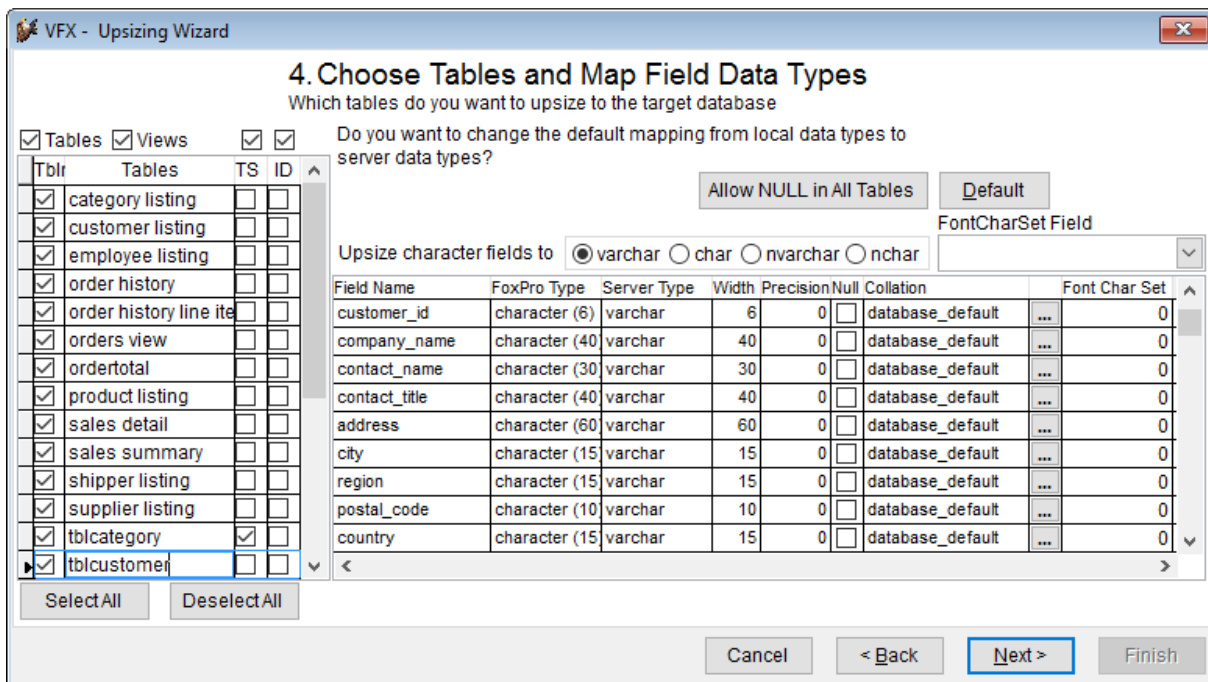 VFX - Upsizing Wizard
4. Choose Tables and Map Field Data Types
Which tables do you want to upsize to the target database
Tables Views
Do you want to change the default mapping from local data types to
server data types?
Tblr Tables TS ID
category listing
customer listing
employee listing
order history
order history line ite
orders view
ordertotal
product listing
sales detail
sales summary
shipper listing
supplier listing
tblcategory
tblcustomer
Select All Deselect All
Allow NULL in All Tables Default
FontCharSet Field
Upsize character fields to varchar char nvarchar nchar
Field Name FoxPro Type Server Type Width Precision Null Collation Font Char Set
customer_id character (6) varchar 6 0 database_default ... 0
company_name character (40) varchar 40 0 database_default ... 0
contact_name character (30) varchar 30 0 database_default ... 0
contact_title character (40) varchar 40 0 database_default ... 0
address character (60) varchar 60 0 database_default ... 0
city character (15) varchar 15 0 database_default ... 0
region character (15) varchar 15 0 database_default ... 0
postal_code character (10) varchar 10 0 database_default ... 0
country character (15) varchar 15 0 database_default ... 0
Cancel < Back Next > Finish